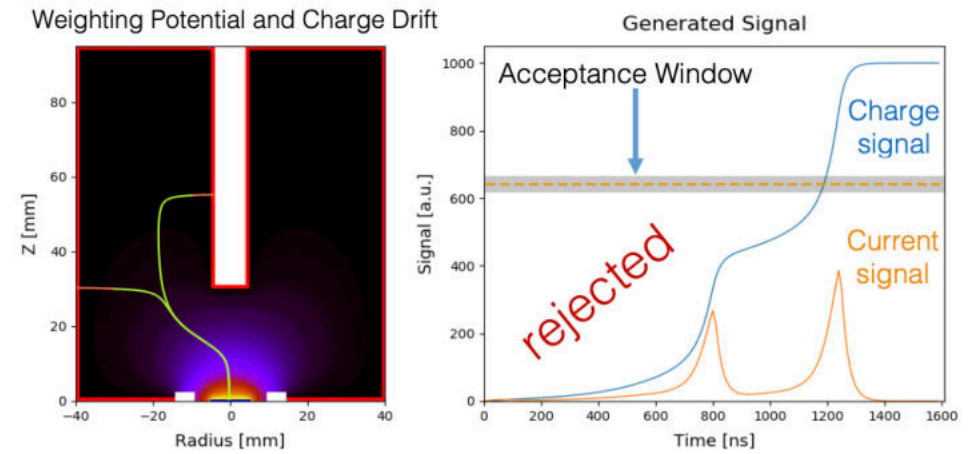 Weighting Potential and Charge Drift
80
60
40
20
0
Z [mm]
−40
−20
0
20
40
Radius [mm]
Generated Signal
1000
800
600
400
200
0
Signal [a.u.]
Acceptance Window
Charge
signal
Current
signal
rejected
0
200
400
600
800
1000
1200
1400
1600
Time [ns]